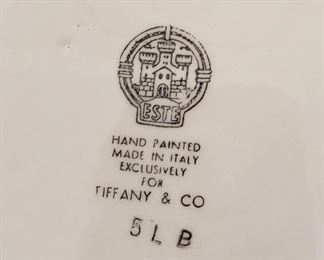 ESTE
HAND PAINTED
MADE IN ITALY
EXCLUSIVELY
FOR
TIFFANY & CO
5 L B